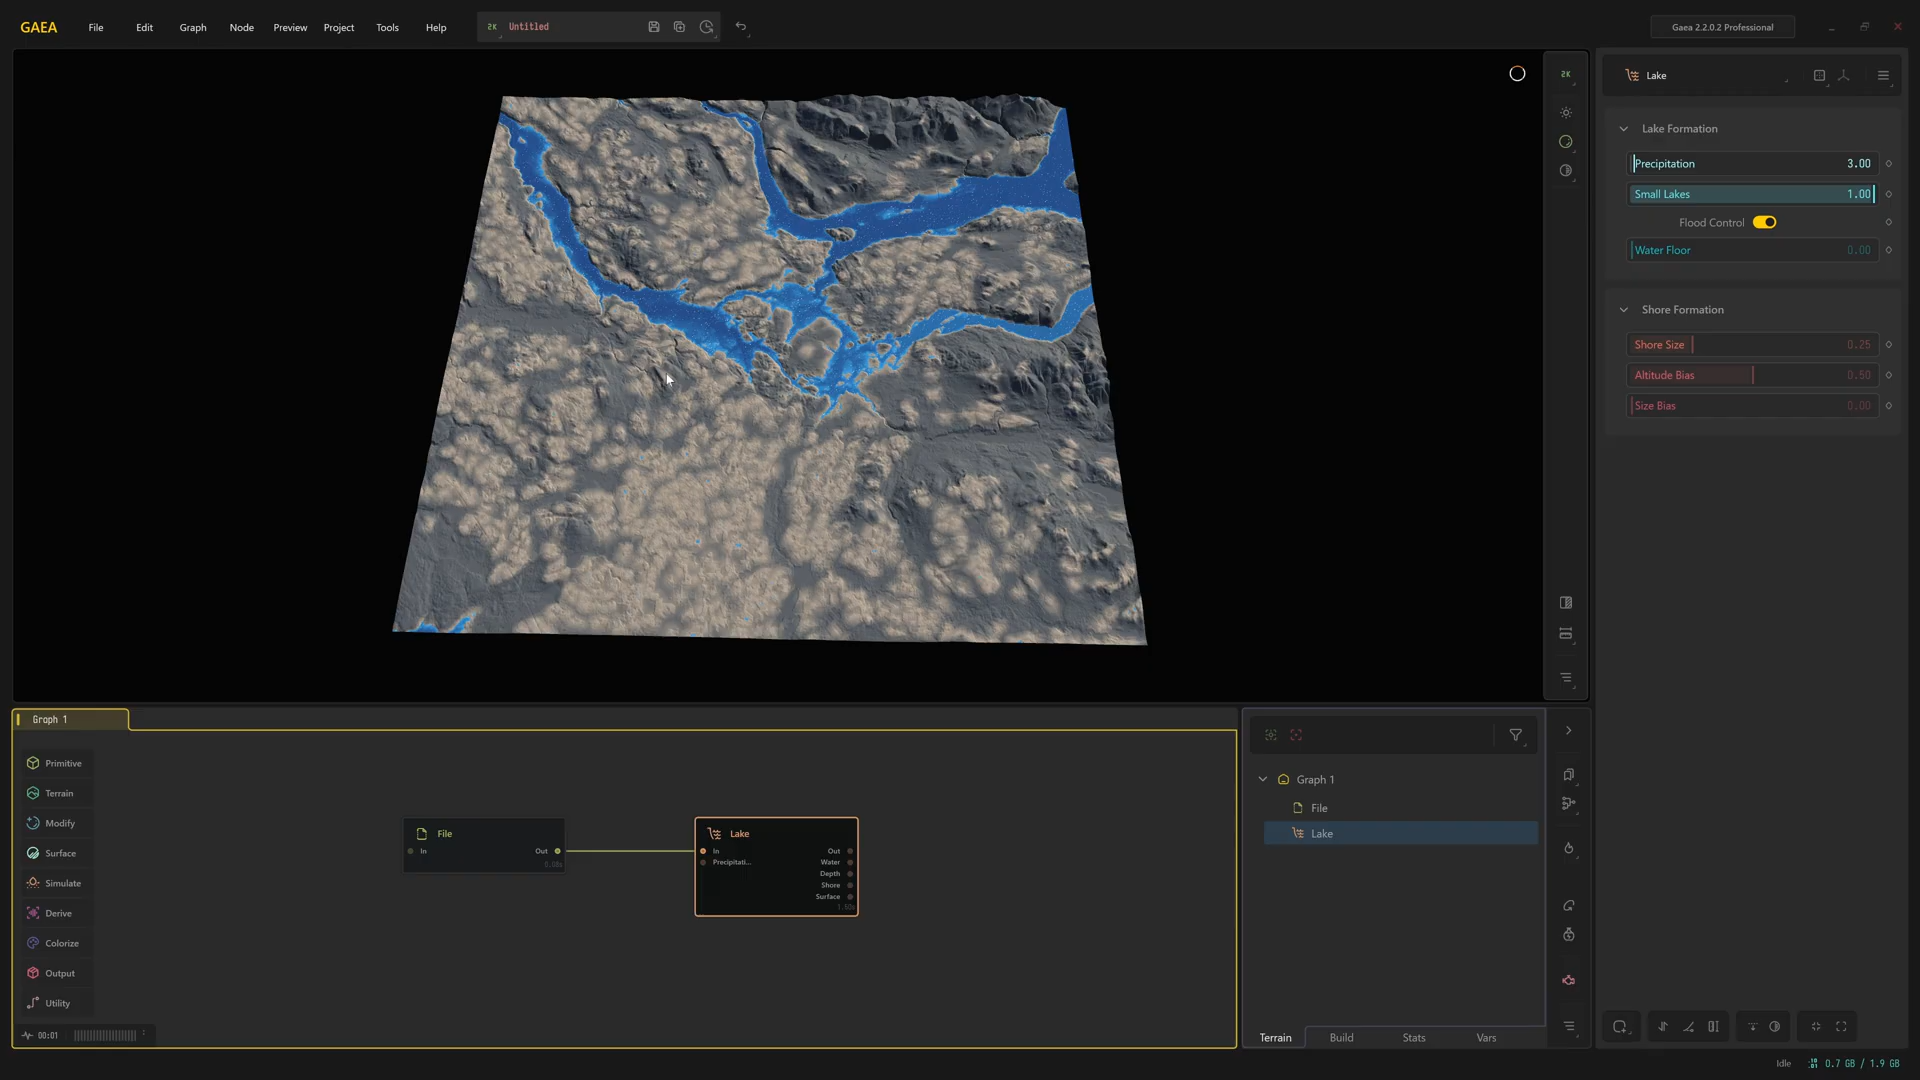 GAEA File Edit Graph Node Preview Project Tools Help 2K Untitled Gaea 2.2.0.2 Professional
2K
Lake
Lake Formation
Precipitation 3.00
Small Lakes 1.00
Flood Control
Water Floor 0.00
Shore Formation
Shore Size 0.25
Altitude Bias 0.50
Size Bias 0.00
Graph 1
Primitive
Terrain
Modify
Surface
Simulate
Derive
Colorize
Output
Utility
00:01
File
In Out
0.08s
Lake
In Out
Precipitati... Water
Depth
Shore
Surface
1.50s
Graph 1
File
Lake
Terrain Build Stats Vars
Idle 0.7 GB / 1.9 GB